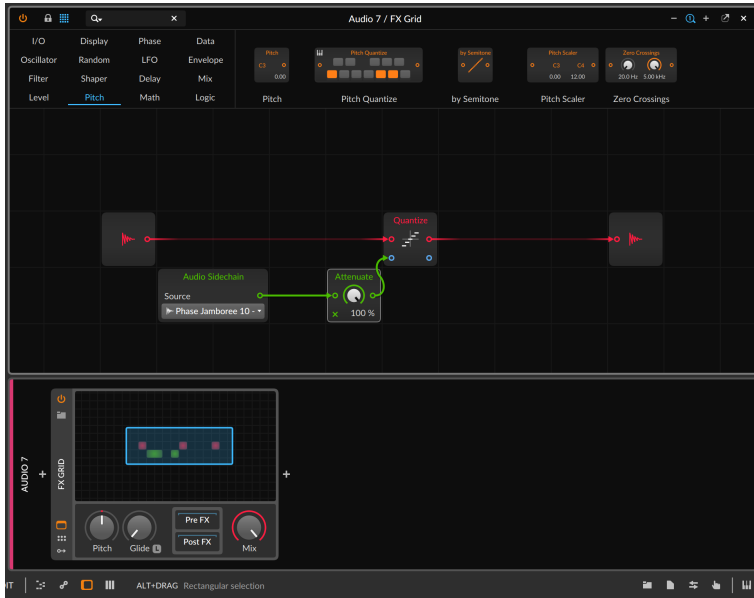 Audio 7 / FX Grid
I/O Display Phase Data
Oscillator Random LFO Envelope
Filter Shaper Delay Mix
Level Pitch Math Logic
Pitch
C3
0.00
Pitch
Pitch Quantize
Pitch Quantize
by Semitone
by Semitone
Pitch Scaler
C3 C4
0.00 12.00
Pitch Scaler
Zero Crossings
20.0 Hz 5.00 kHz
Zero Crossings
Quantize
Audio Sidechain
Source
Phase Jamboree 10 -
Attenuate
100 %
AUDIO 7
FX GRID
Pitch
Glide L
Pre FX
Post FX
Mix
ALT+DRAG Rectangular selection